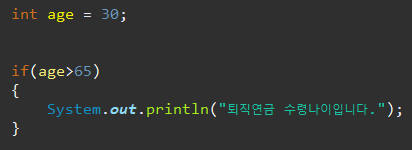 int age = 30;
if(age>65)
{
System.out.println("퇴직연금 수령나이입니다.");
}